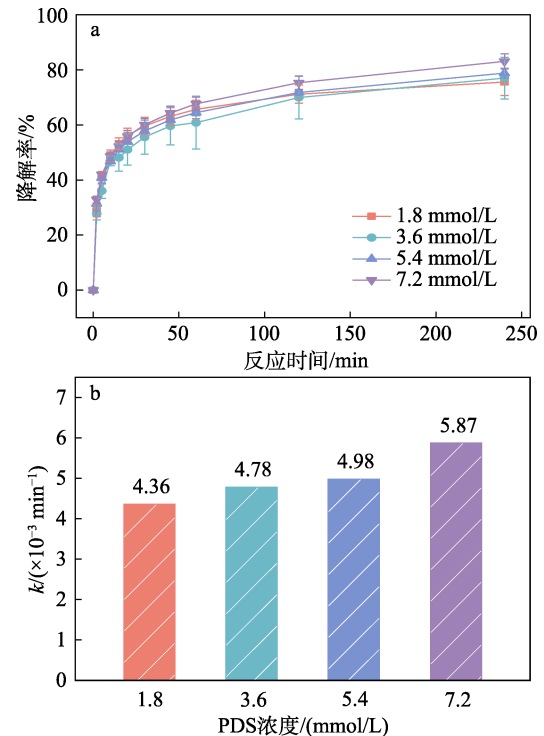 a
100
80
60
40
20
0
降解率/%
1.8 mmol/L
3.6 mmol/L
5.4 mmol/L
7.2 mmol/L
0 50 100 150 200 250
反应时间/min
b
7
6
5
4
3
2
1
0
k/(×10⁻³ min⁻¹)
4.36
4.78
4.98
5.87
1.8 3.6 5.4 7.2
PDS浓度/(mmol/L)